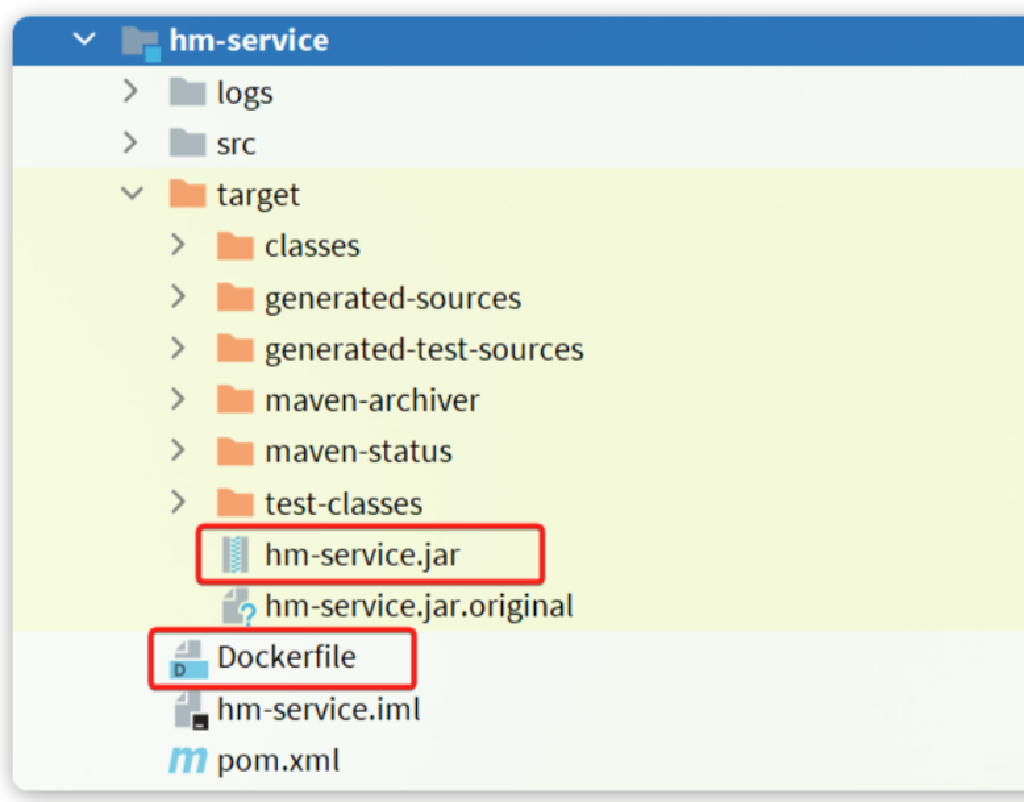 hm-service
logs
src
target
classes
generated-sources
generated-test-sources
maven-archiver
maven-status
test-classes
hm-service.jar
hm-service.jar.original
Dockerfile
hm-service.iml
pom.xml